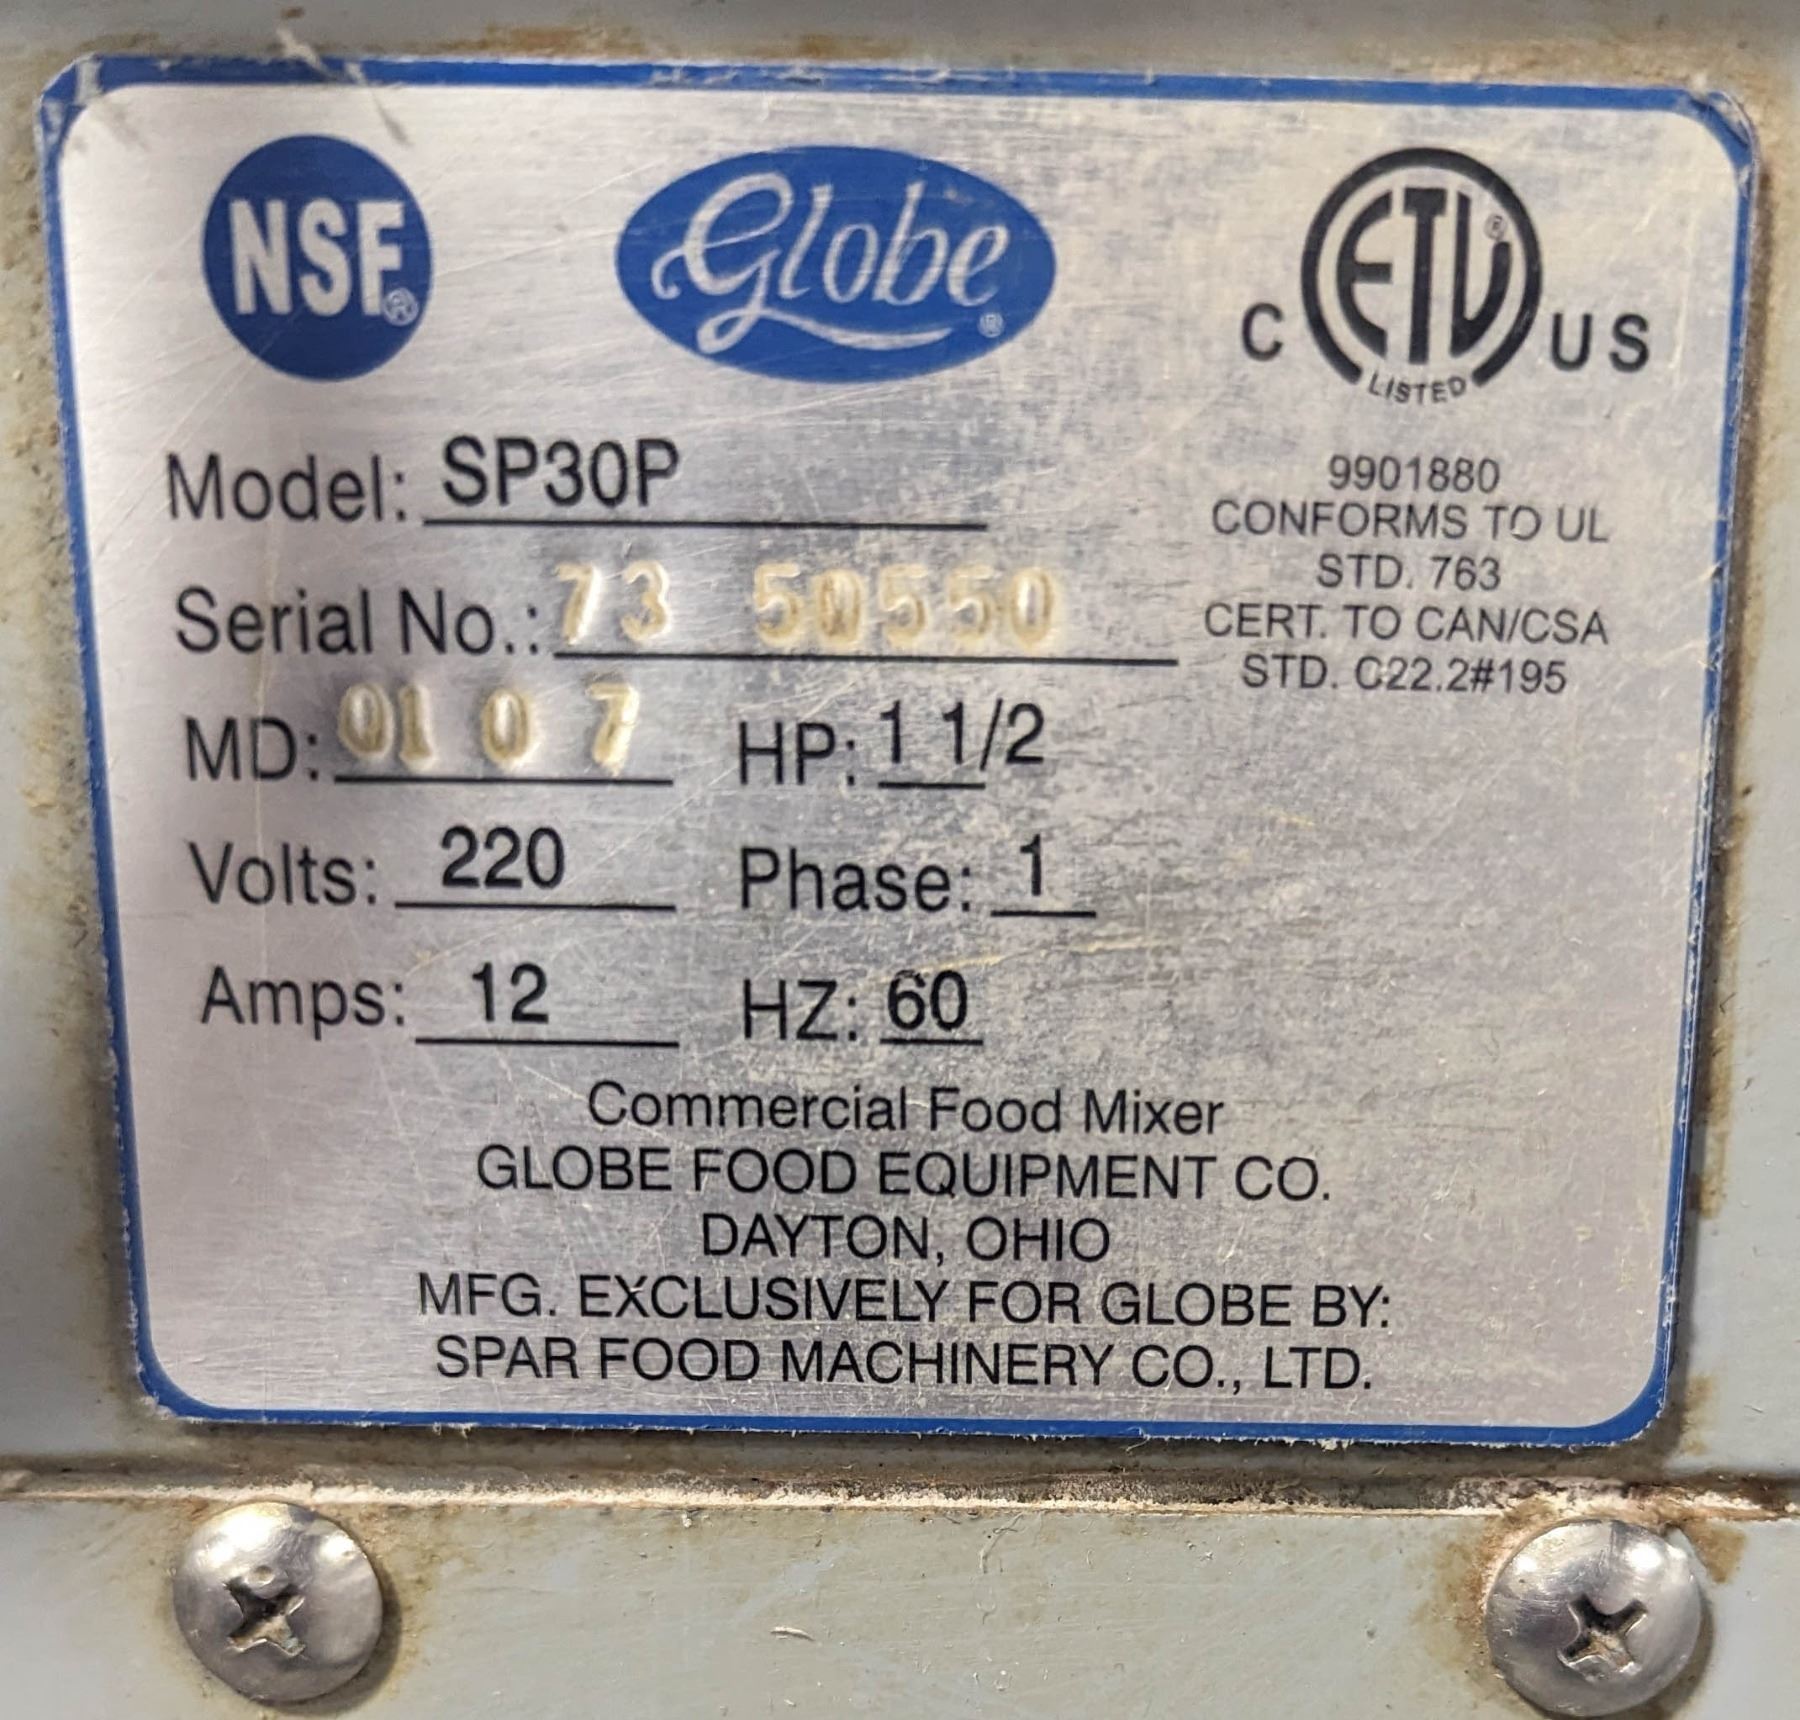 NSF®
Globe®
C ETL® US
LISTED
Model: SP30P
9901880
CONFORMS TO UL
STD. 763
CERT. TO CAN/CSA
STD. C22.2#195
Serial No.: 73 50550
MD: 0107 HP: 1 1/2
Volts: 220 Phase: 1
Amps: 12 HZ: 60
Commercial Food Mixer
GLOBE FOOD EQUIPMENT CO.
DAYTON, OHIO
MFG. EXCLUSIVELY FOR GLOBE BY:
SPAR FOOD MACHINERY CO., LTD.